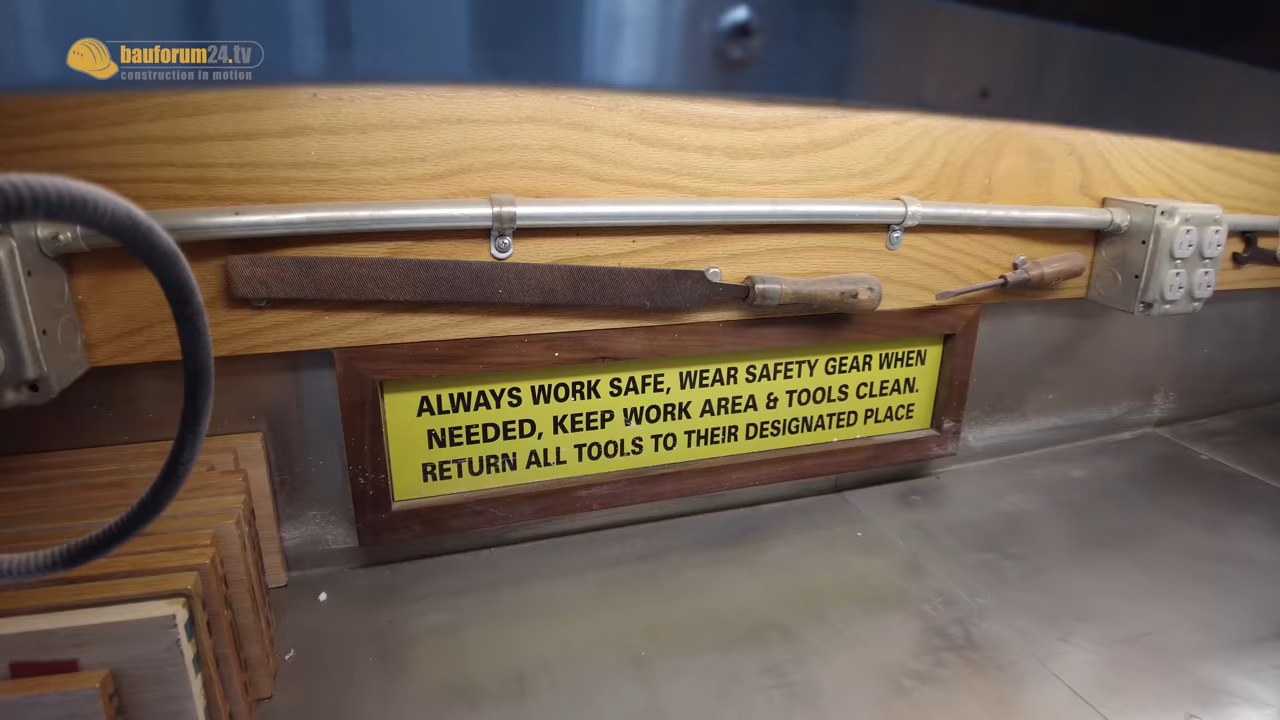 bauforum24.tv
construction in motion
ALWAYS WORK SAFE, WEAR SAFETY GEAR WHEN
NEEDED, KEEP WORK AREA & TOOLS CLEAN.
RETURN ALL TOOLS TO THEIR DESIGNATED PLACE